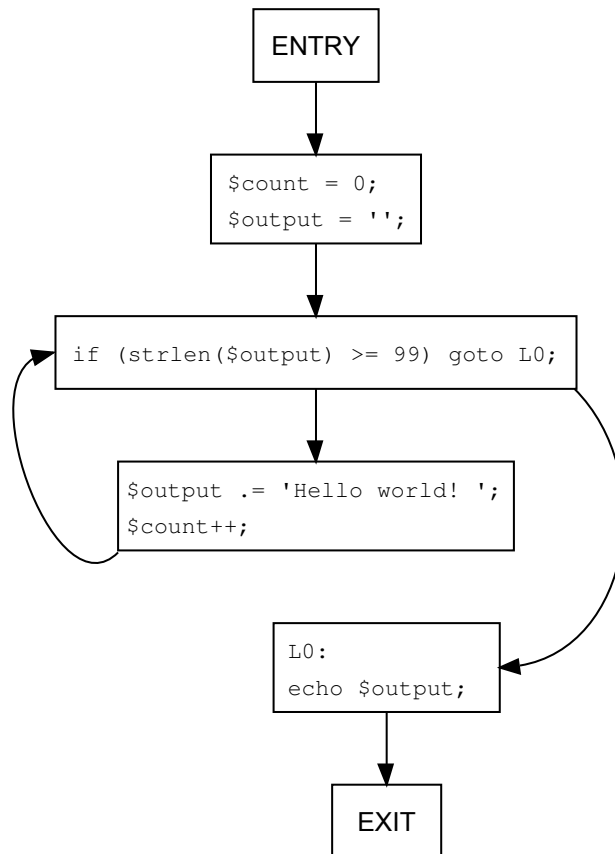 ENTRY
$count = 0;
$output = '';
if (strlen($output) >= 99) goto L0;
$output .= 'Hello world! ';
$count++;
L0:
echo $output;
EXIT